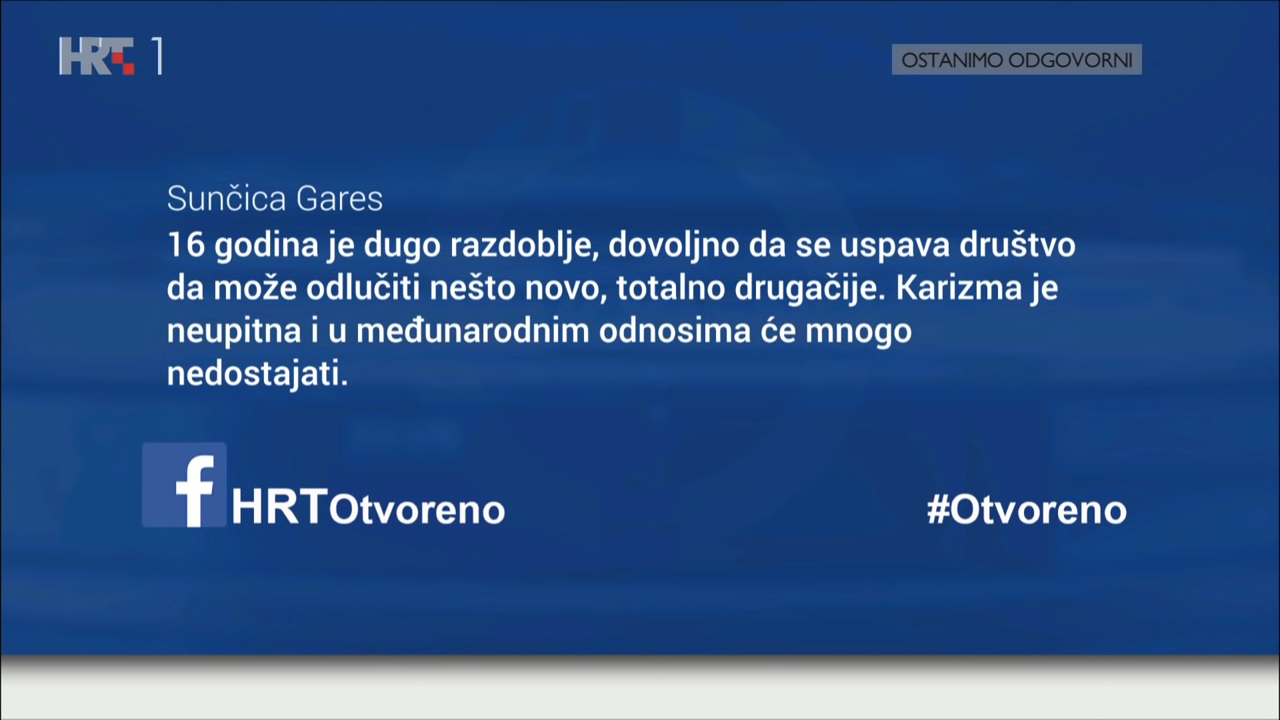 HRT 1
OSTANIMO ODGOVORNI
Sunčica Gares
16 godina je dugo razdoblje, dovoljno da se uspava društvo
da može odlučiti nešto novo, totalno drugačije. Karizma je
neupitna i u međunarodnim odnosima će mnogo
nedostajati.
f HRTOtvoreno
#Otvoreno